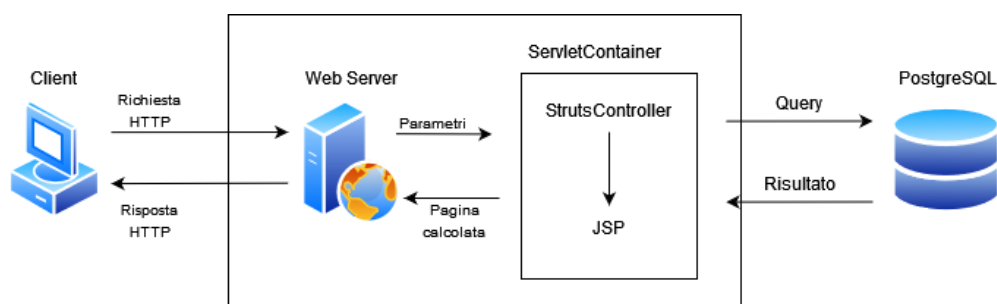 Client
Richiesta
HTTP
Risposta
HTTP
Web Server
Parametri
Pagina
calcolata
ServletContainer
StrutsController
JSP
Query
Risultato
PostgreSQL